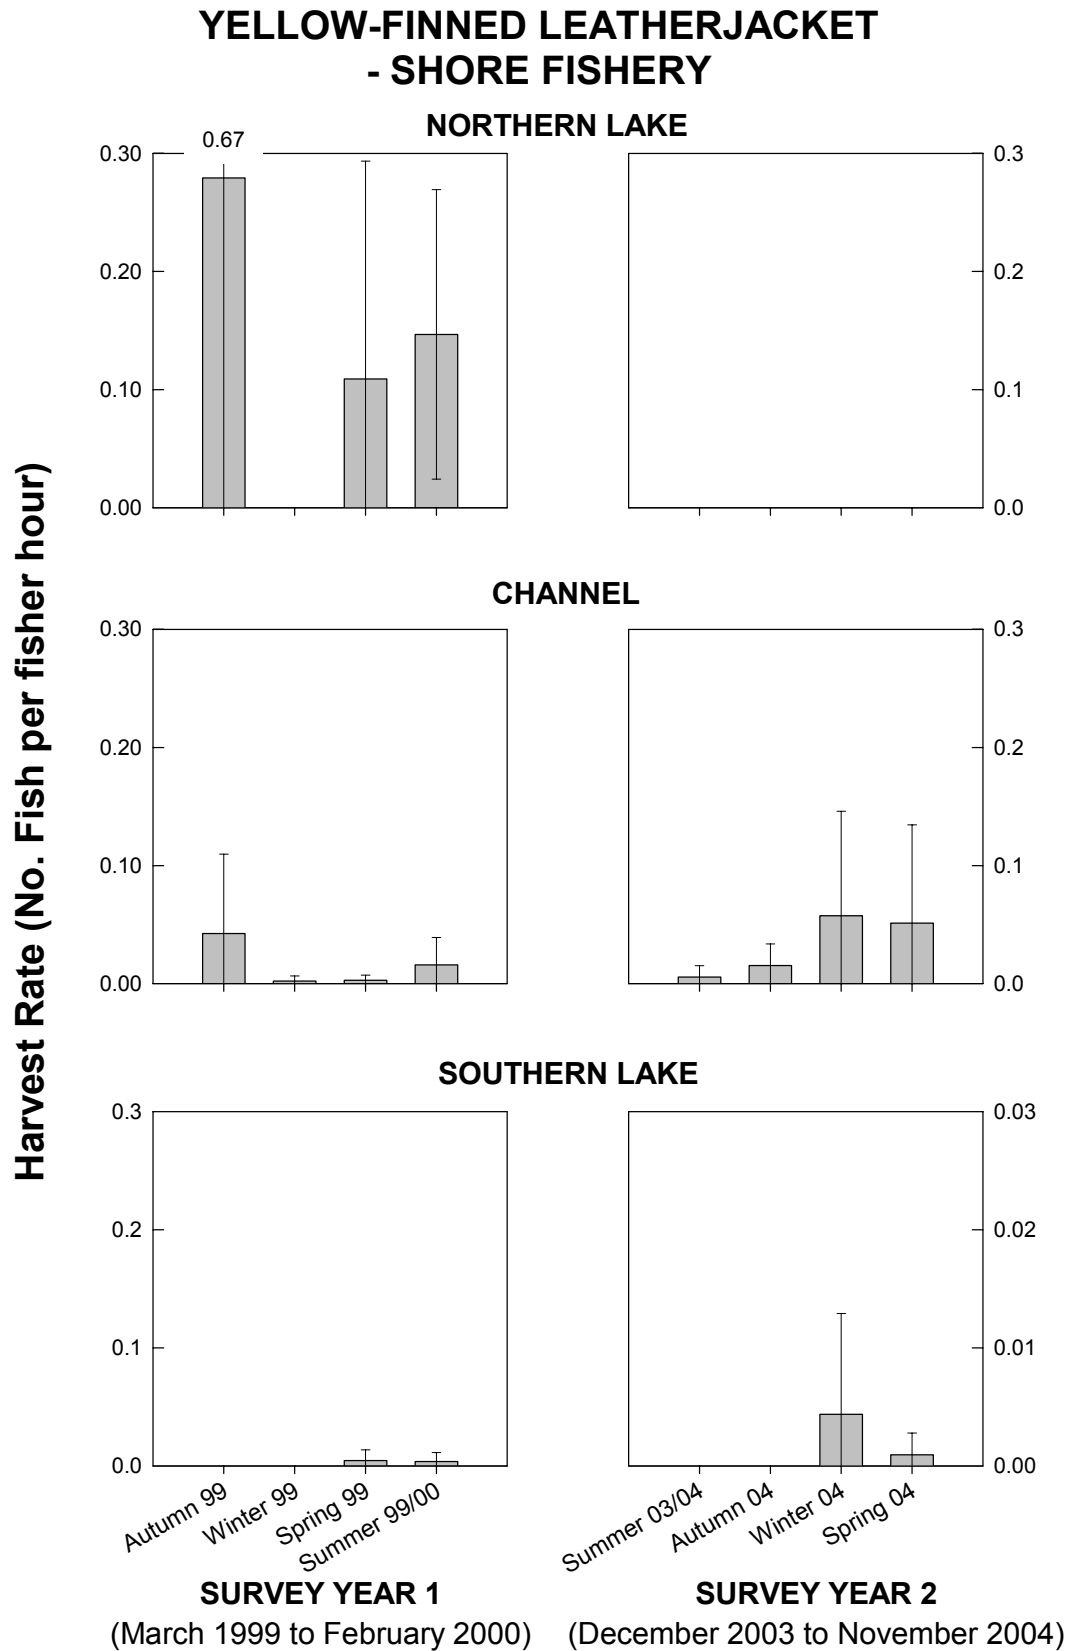 YELLOW-FINNED LEATHERJACKET
- SHORE FISHERY
NORTHERN LAKE
0.67
0.30
0.20
0.10
0.00
0.3
0.2
0.1
0.0
Harvest Rate (No. Fish per fisher hour)
CHANNEL
0.30
0.20
0.10
0.00
0.3
0.2
0.1
0.0
SOUTHERN LAKE
0.3
0.2
0.1
0.0
0.03
0.02
0.01
0.00
Autumn 99
Winter 99
Spring 99
Summer 99/00
Summer 03/04
Autumn 04
Winter 04
Spring 04
SURVEY YEAR 1
(March 1999 to February 2000)
SURVEY YEAR 2
(December 2003 to November 2004)